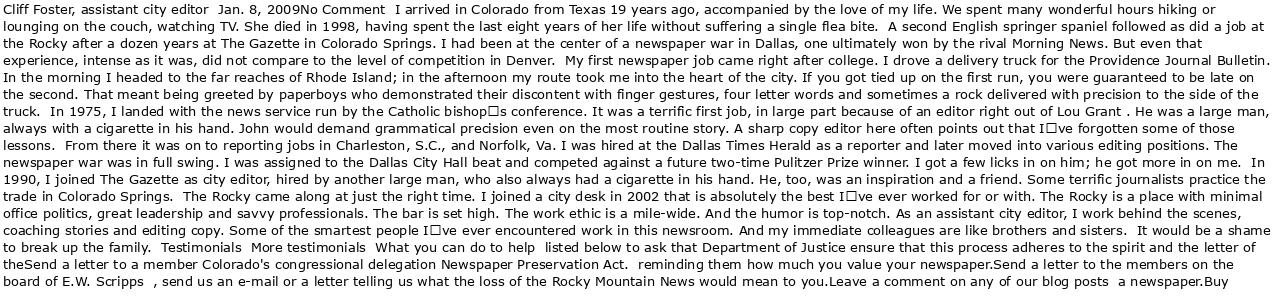 Cliff Foster, assistant city editor  Jan. 8, 2009No Comment  I arrived in Colorado from Texas 19 years ago, accompanied by the love of my life. We spent many wonderful hours hiking or
lounging on the couch, watching TV. She died in 1998, having spent the last eight years of her life without suffering a single flea bite.  A second English springer spaniel followed as did a job at
the Rocky after a dozen years at The Gazette in Colorado Springs. I had been at the center of a newspaper war in Dallas, one ultimately won by the rival Morning News. But even that
experience, intense as it was, did not compare to the level of competition in Denver.  My first newspaper job came right after college. I drove a delivery truck for the Providence Journal Bulletin.
In the morning I headed to the far reaches of Rhode Island; in the afternoon my route took me into the heart of the city. If you got tied up on the first run, you were guaranteed to be late on
the second. That meant being greeted by paperboys who demonstrated their discontent with finger gestures, four letter words and sometimes a rock delivered with precision to the side of the
truck.  In 1975, I landed with the news service run by the Catholic bishop□s conference. It was a terrific first job, in large part because of an editor right out of Lou Grant . He was a large man,
always with a cigarette in his hand. John would demand grammatical precision even on the most routine story. A sharp copy editor here often points out that I□ve forgotten some of those
lessons.  From there it was on to reporting jobs in Charleston, S.C., and Norfolk, Va. I was hired at the Dallas Times Herald as a reporter and later moved into various editing positions. The
newspaper war was in full swing. I was assigned to the Dallas City Hall beat and competed against a future two-time Pulitzer Prize winner. I got a few licks in on him; he got more in on me.  In
1990, I joined The Gazette as city editor, hired by another large man, who also always had a cigarette in his hand. He, too, was an inspiration and a friend. Some terrific journalists practice the
trade in Colorado Springs.  The Rocky came along at just the right time. I joined a city desk in 2002 that is absolutely the best I□ve ever worked for or with. The Rocky is a place with minimal
office politics, great leadership and savvy professionals. The bar is set high. The work ethic is a mile-wide. And the humor is top-notch. As an assistant city editor, I work behind the scenes,
coaching stories and editing copy. Some of the smartest people I□ve ever encountered work in this newsroom. And my immediate colleagues are like brothers and sisters.  It would be a shame
to break up the family.  Testimonials  More testimonials  What you can do to help  listed below to ask that Department of Justice ensure that this process adheres to the spirit and the letter of
theSend a letter to a member Colorado's congressional delegation Newspaper Preservation Act.  reminding them how much you value your newspaper.Send a letter to the members on the
board of E.W. Scripps  , send us an e-mail or a letter telling us what the loss of the Rocky Mountain News would mean to you.Leave a comment on any of our blog posts  a newspaper.Buy